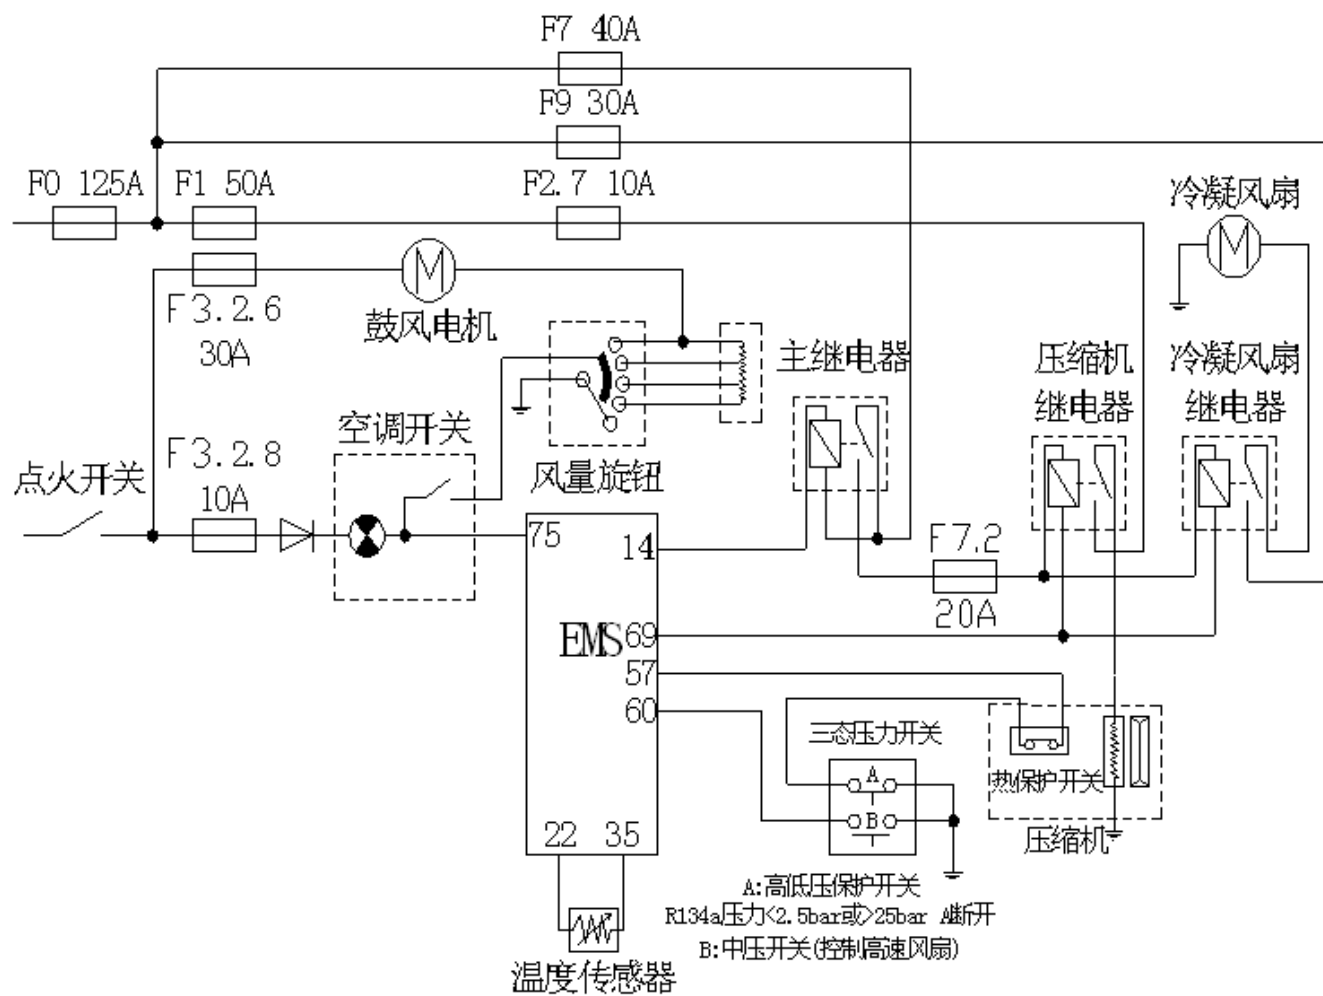 F7 40A
F9 30A
F0 125A
F1 50A
F2.7 10A
冷凝风扇
M
M
F3.2.6
30A
鼓风电机
主继电器
压缩机
继电器
冷凝风扇
继电器
空调开关
F3.2.8
10A
点火开关
风量旋钮
75
14
F7.2
20A
EMS
69
57
60
三态压力开关
A
B
热保护开关
压缩机
22 35
A:高低压保护开关
R134a压力<2.5bar或>25bar A断开
B:中压开关(控制高速风扇)
温度传感器